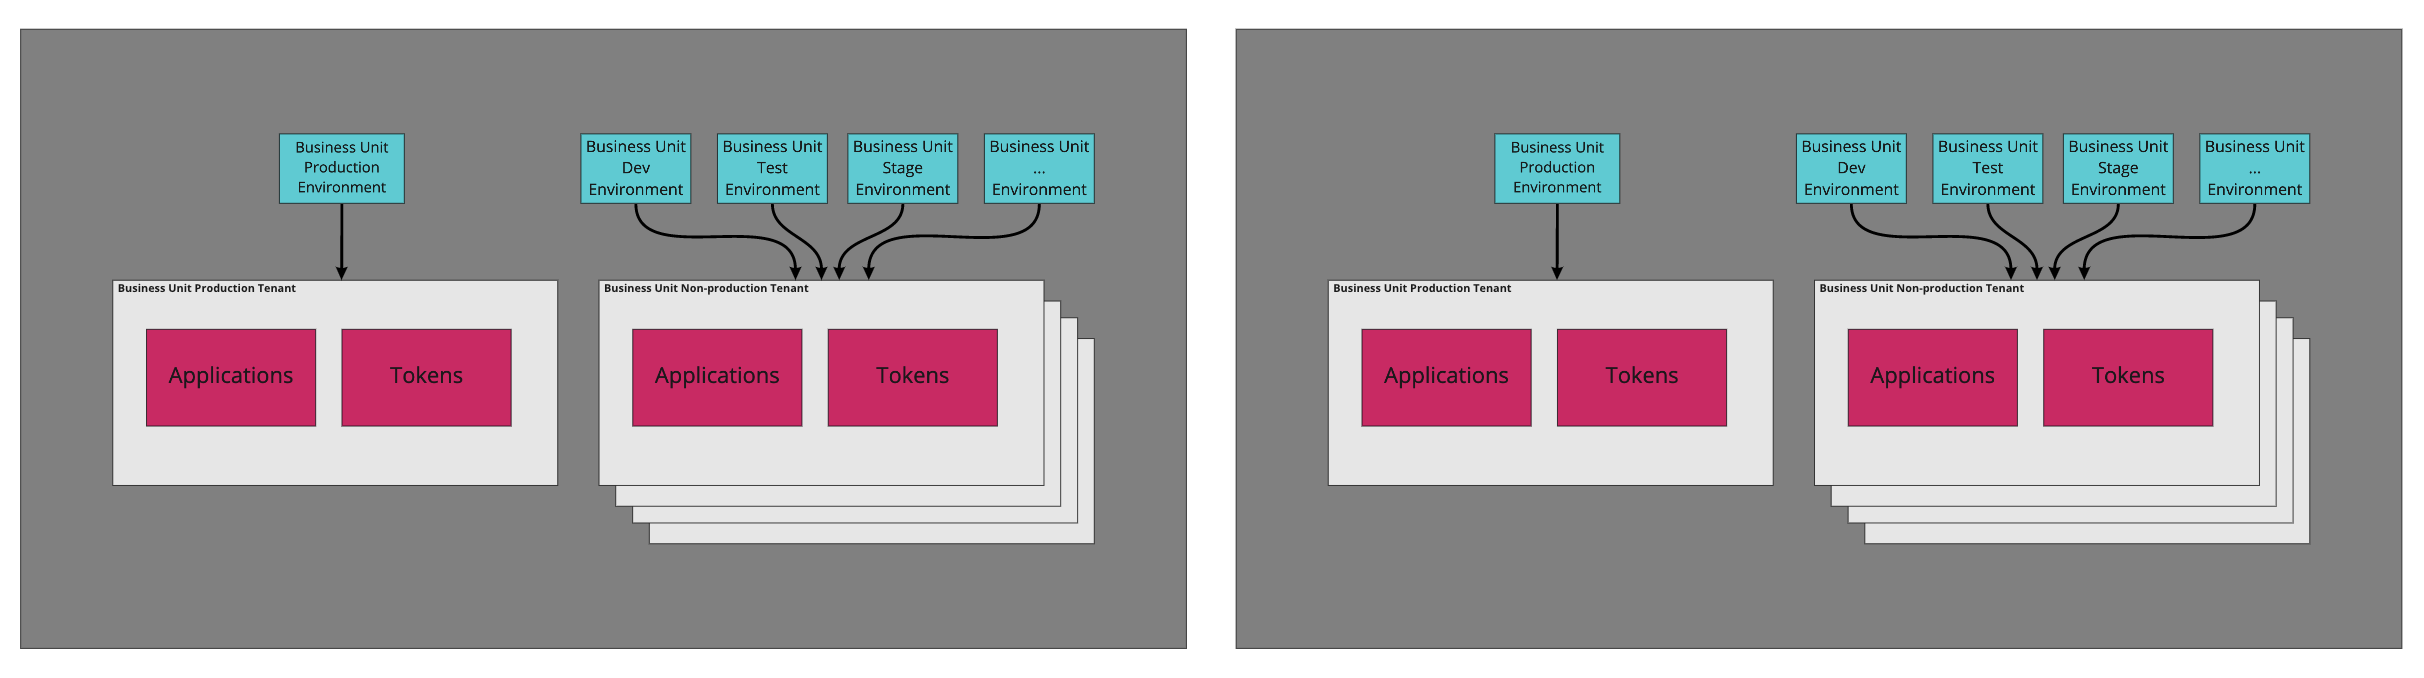 Business Unit
Production
Environment
Business Unit
Dev
Environment
Business Unit
Test
Environment
Business Unit
Stage
Environment
Business Unit
...
Environment
Business Unit Production Tenant
Applications
Tokens
Business Unit Non-production Tenant
Applications
Tokens
Business Unit
Production
Environment
Business Unit
Dev
Environment
Business Unit
Test
Environment
Business Unit
Stage
Environment
Business Unit
...
Environment
Business Unit Production Tenant
Applications
Tokens
Business Unit Non-production Tenant
Applications
Tokens